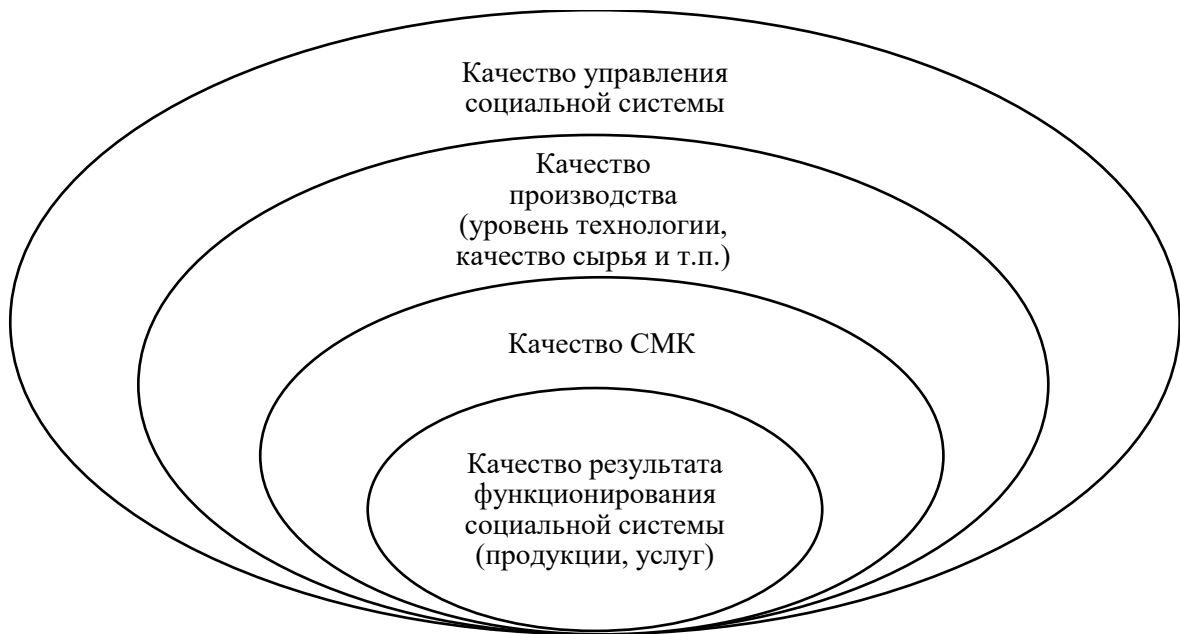 Качество управления
социальной системы
Качество
производства
(уровень технологии,
качество сырья и т.п.)
Качество СМК
Качество результата
функционирования
социальной системы
(продукции, услуг)